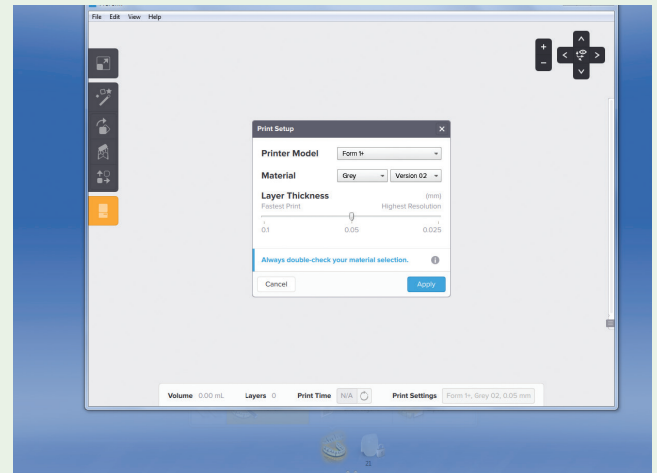 File Edit View Help
Print Setup
Printer Model Form 1+
Material Grey Version 02
Layer Thickness (mm)
Fastest Print Highest Resolution
0.1 0.05 0.025
Always double-check your material selection.
Cancel Apply
Volume 0.00 mL Layers 0 Print Time N/A Print Settings Form 1+, Grey 02, 0.05 mm